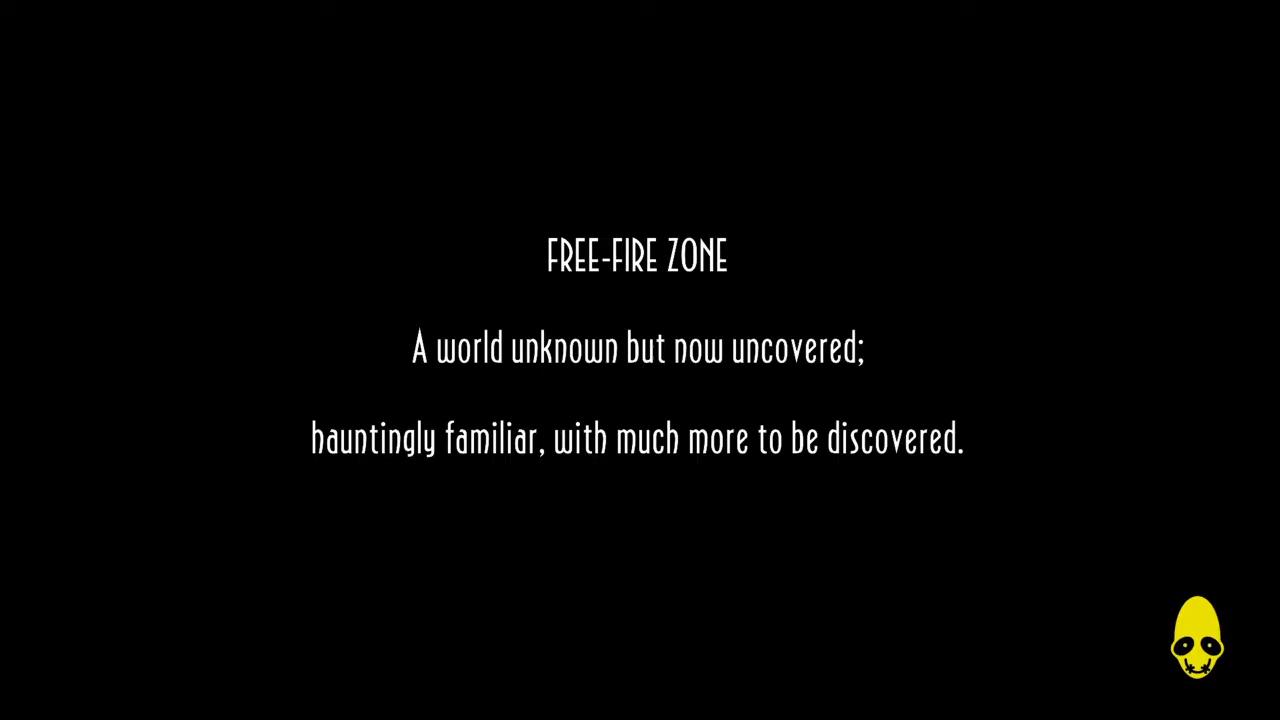 FREE-FIRE ZONE
A world unknown but now uncovered;
hauntingly familiar, with much more to be discovered.